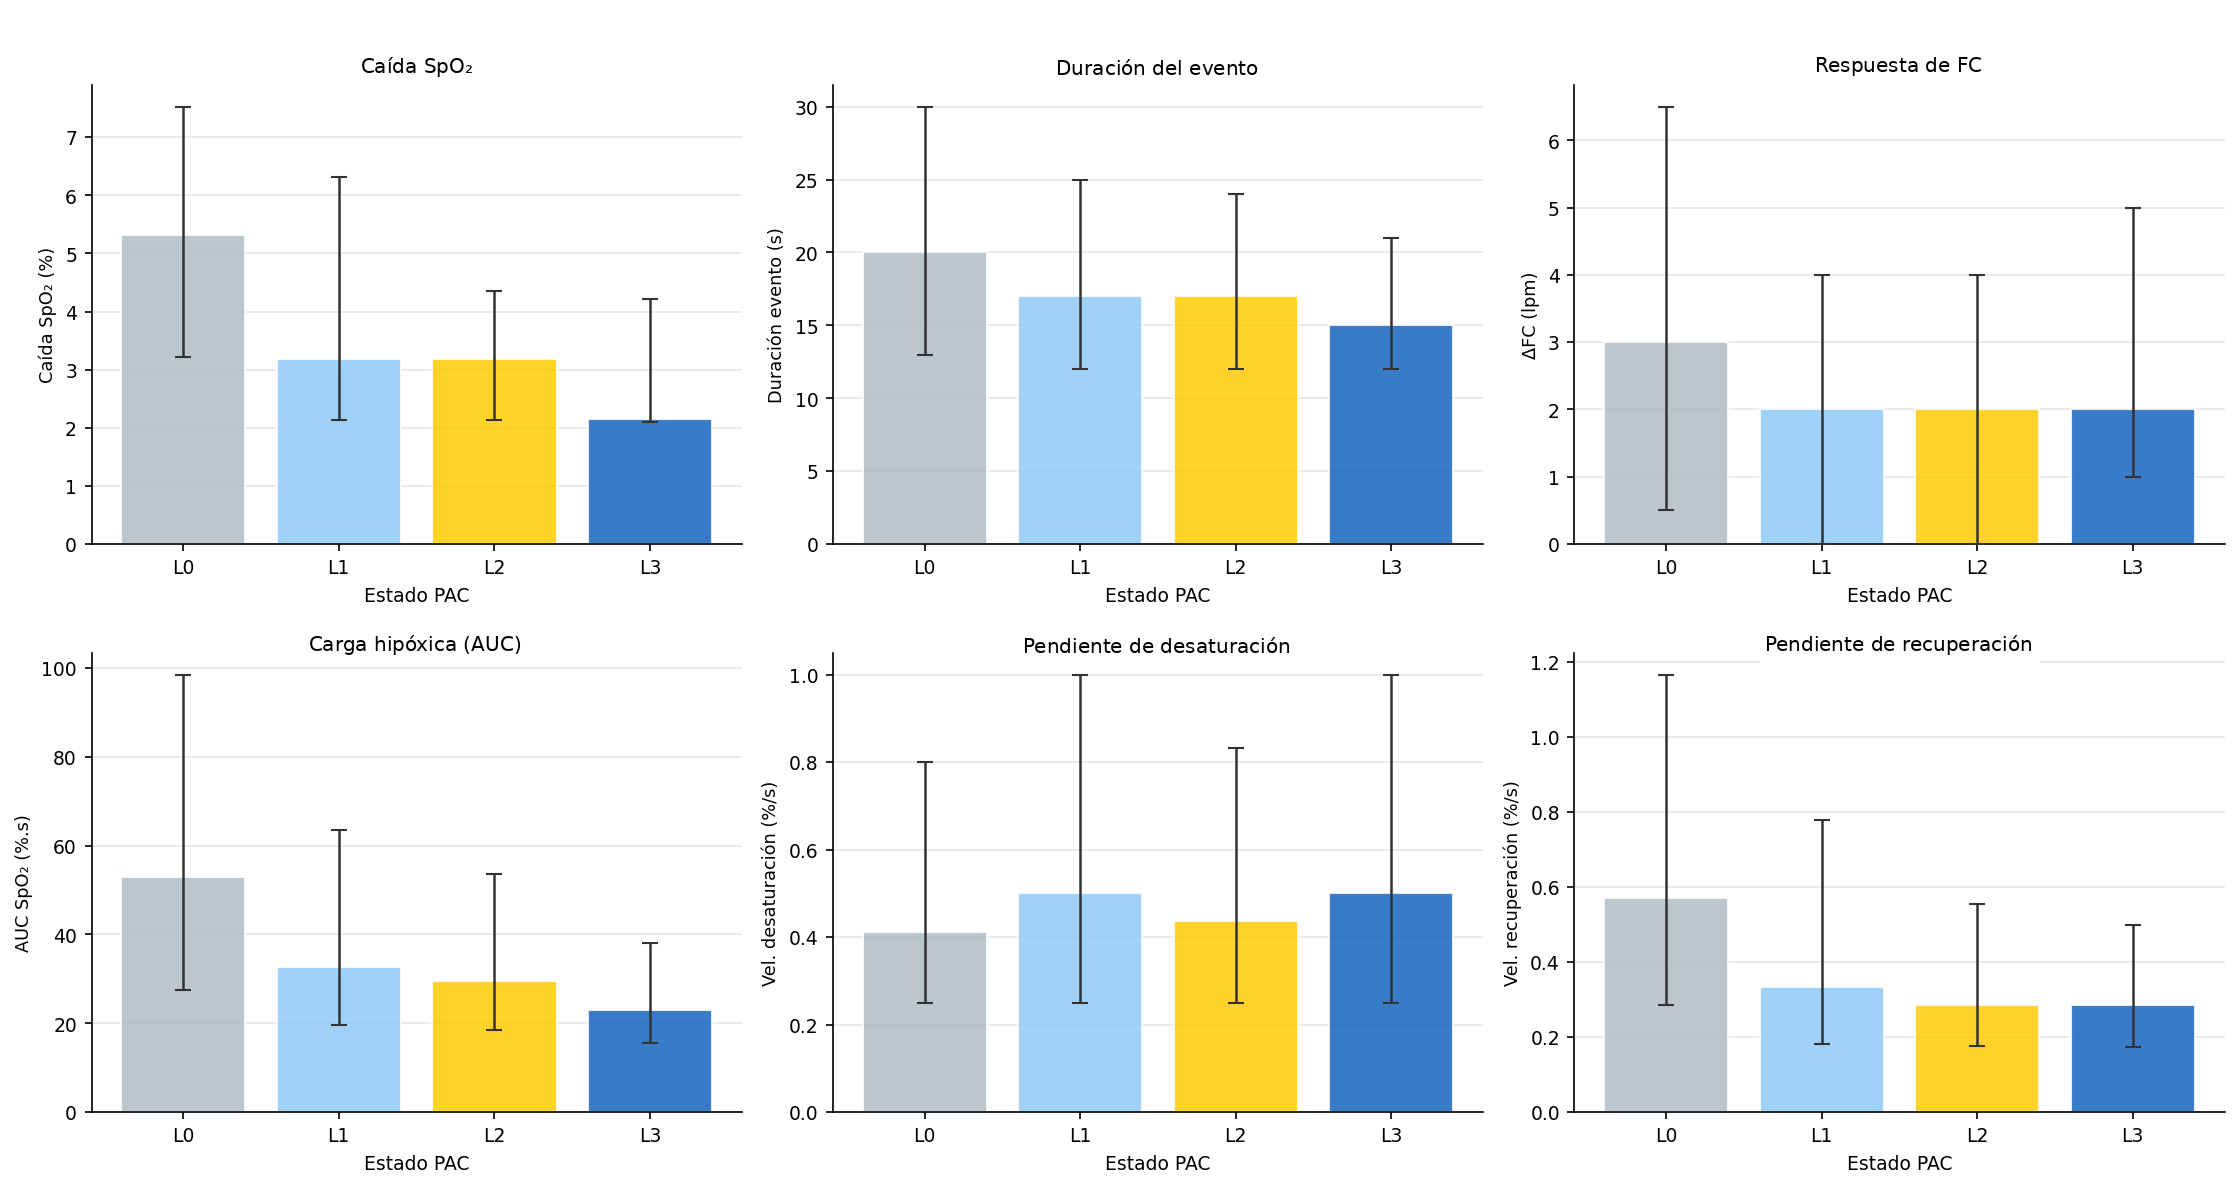 Caída SpO₂
Caída SpO₂ (%)
7
6
5
4
3
2
1
0
L0 L1 L2 L3
Estado PAC
Duración del evento
Duración evento (s)
30
25
20
15
10
5
0
L0 L1 L2 L3
Estado PAC
Respuesta de FC
ΔFC (lpm)
6
5
4
3
2
1
0
L0 L1 L2 L3
Estado PAC
Carga hipóxica (AUC)
AUC SpO₂ (%.s)
100
80
60
40
20
0
L0 L1 L2 L3
Estado PAC
Pendiente de desaturación
Vel. desaturación (%/s)
1.0
0.8
0.6
0.4
0.2
0.0
L0 L1 L2 L3
Estado PAC
Pendiente de recuperación
Vel. recuperación (%/s)
1.2
1.0
0.8
0.6
0.4
0.2
0.0
L0 L1 L2 L3
Estado PAC